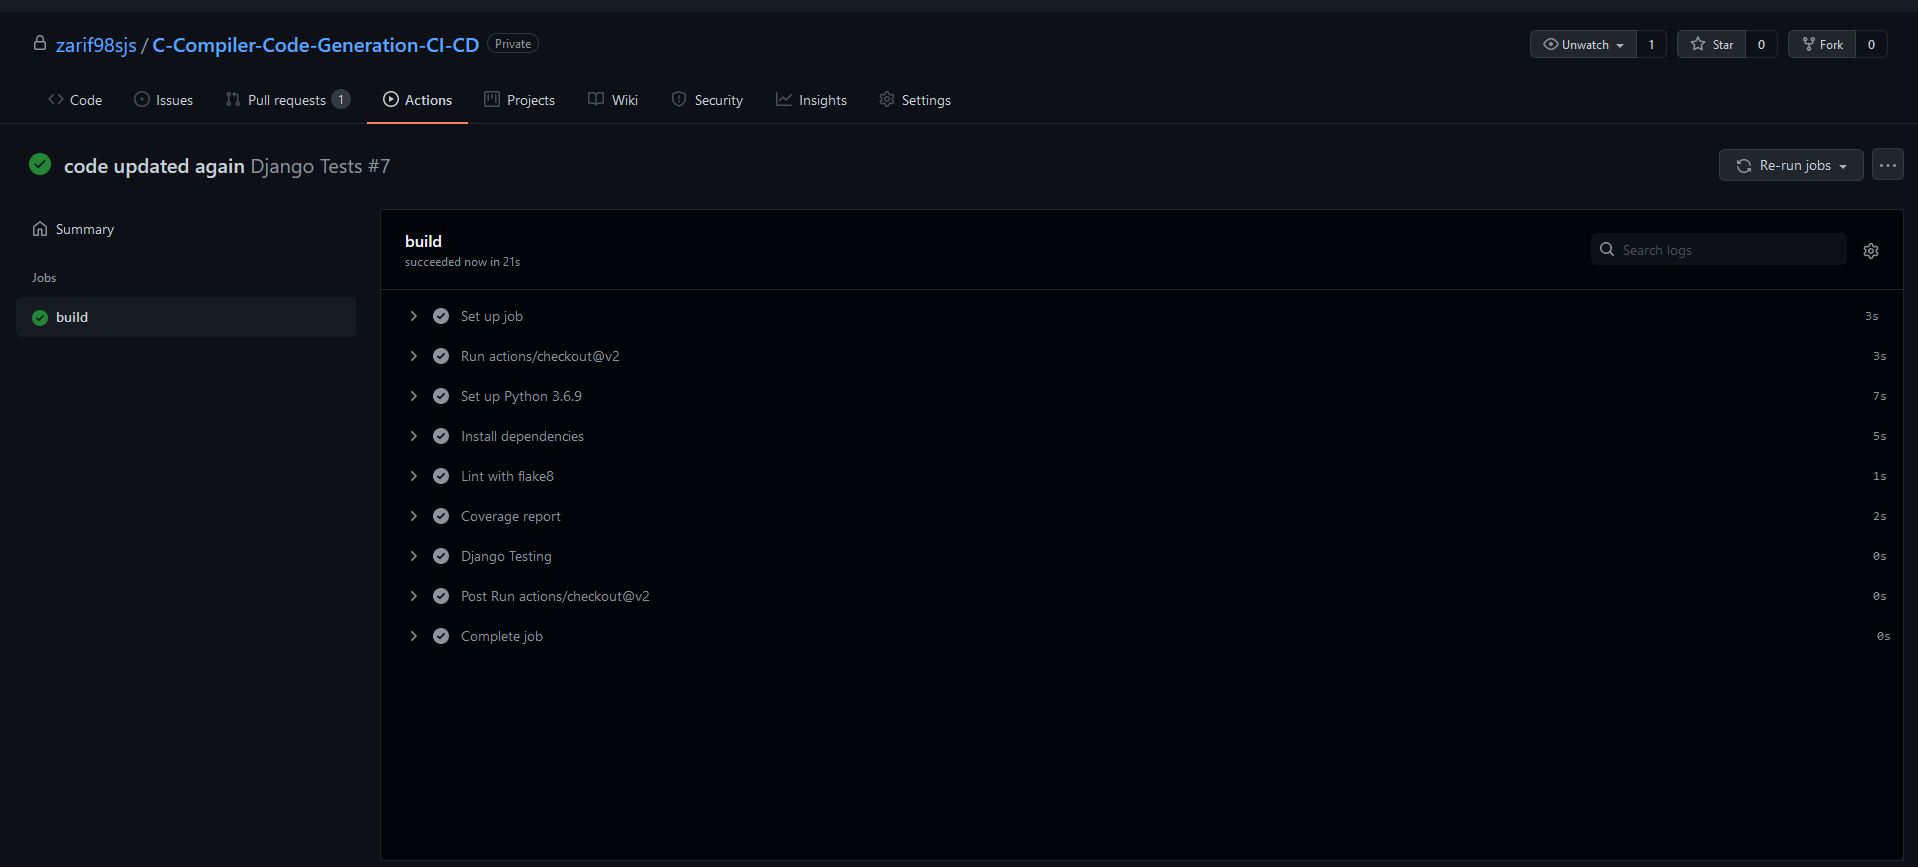 zarif98sjs / C-Compiler-Code-Generation-CI-CD Private Unwatch 1 Star 0 Fork 0
Code Issues Pull requests 1 Actions Projects Wiki Security Insights Settings
code updated again Django Tests #7 Re-run jobs ...
Summary
Jobs
build
build
succeeded now in 21s
Search logs
Set up job 3s
Run actions/checkout@v2 3s
Set up Python 3.6.9 7s
Install dependencies 5s
Lint with flake8 1s
Coverage report 2s
Django Testing 0s
Post Run actions/checkout@v2 0s
Complete job 0s